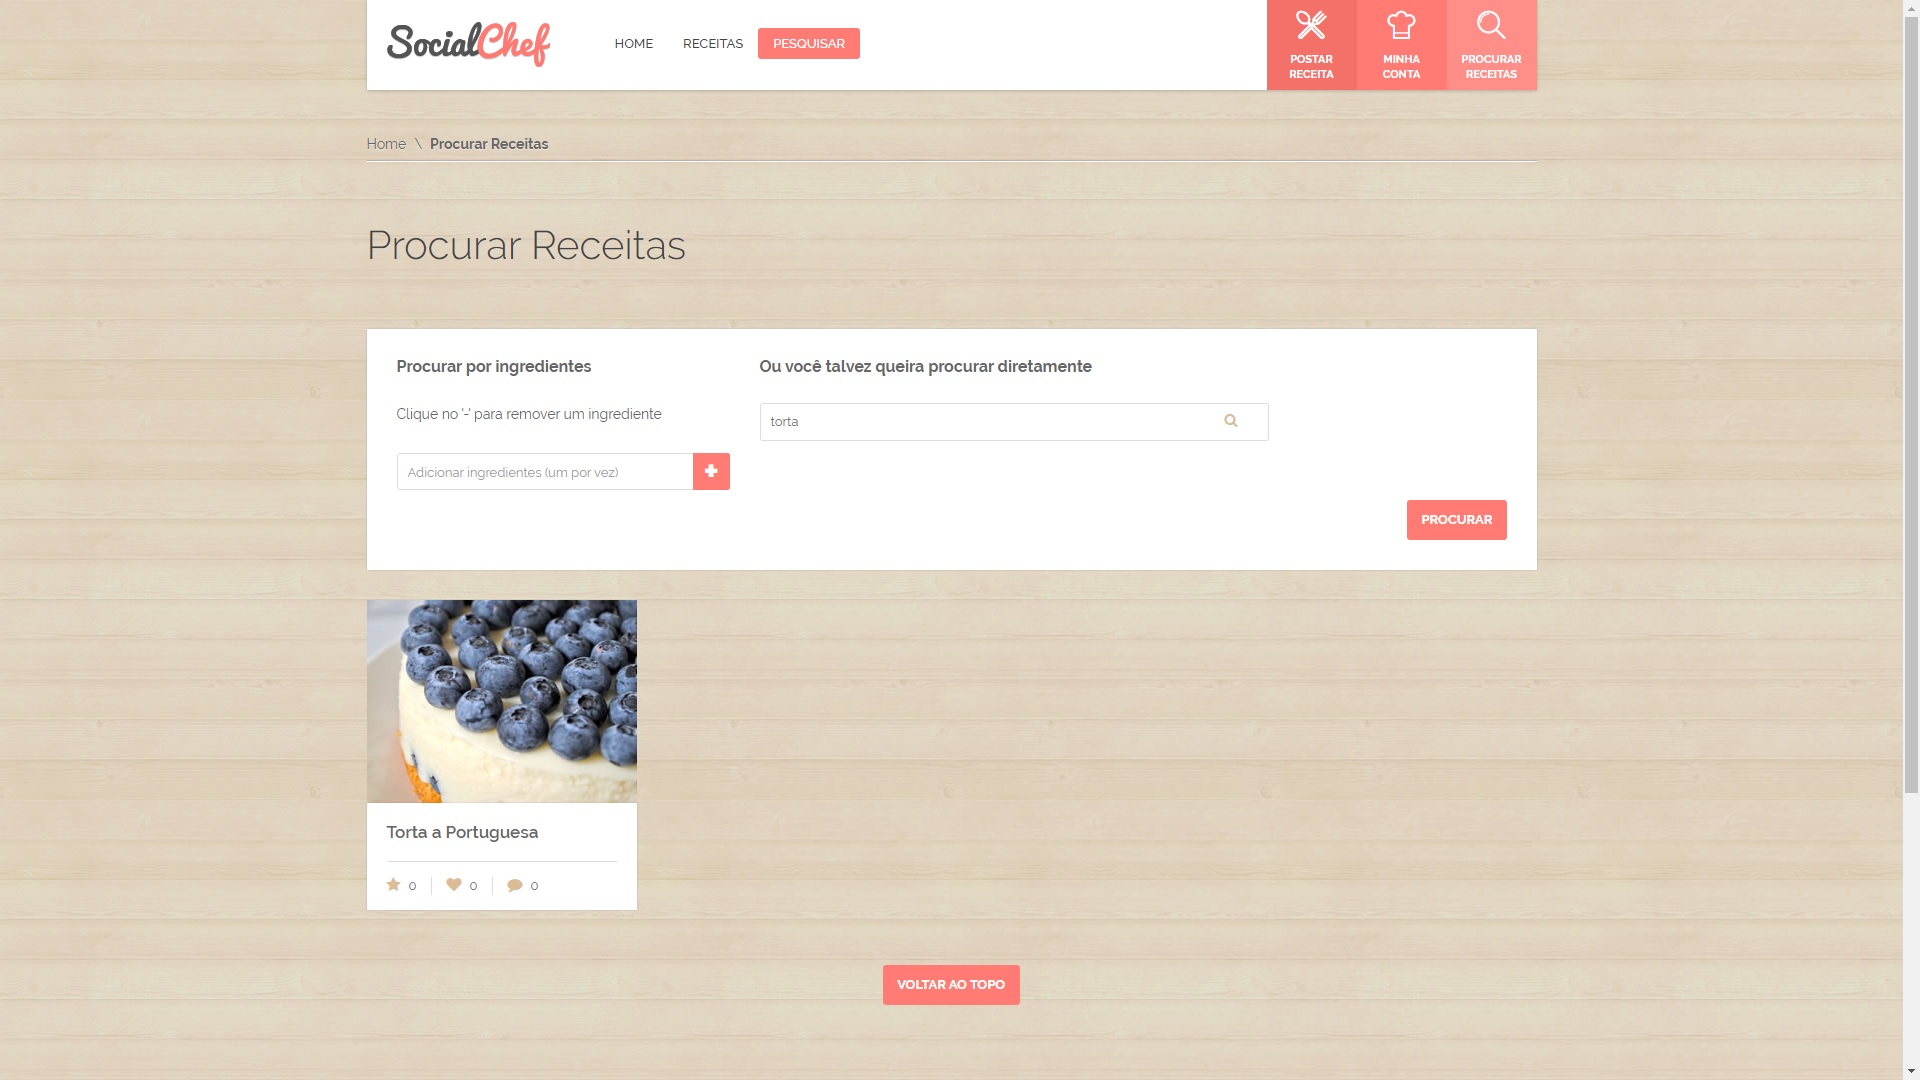 SocialChef
HOME
RECEITAS
PESQUISAR
POSTAR
RECEITA
MINHA
CONTA
PROCURAR
RECEITAS
Home \ Procurar Receitas
Procurar Receitas
Procurar por ingredientes
Clique no '-' para remover um ingrediente
Adicionar ingredientes (um por vez)
Ou você talvez queira procurar diretamente
torta
PROCURAR
Torta a Portuguesa
0
0
0
VOLTAR AO TOPO